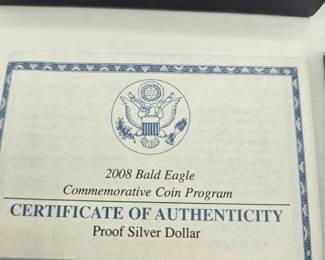 2008 Bald Eagle
Commemorative Coin Program
CERTIFICATE OF AUTHENTICITY
Proof Silver Dollar